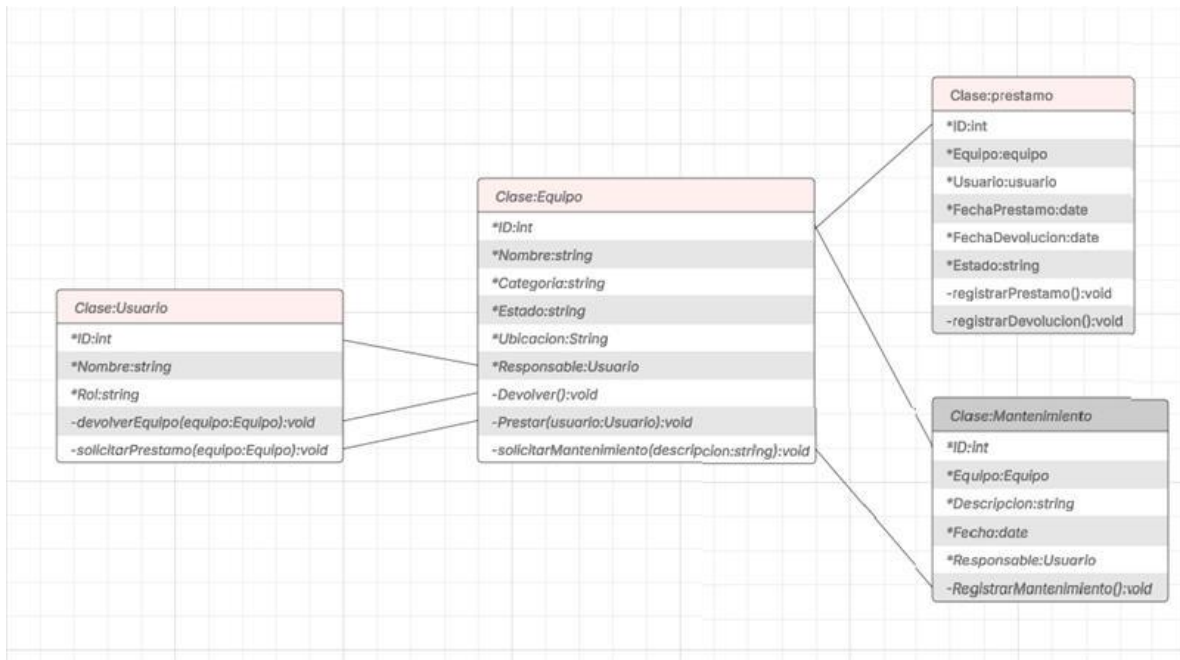 Clase:Usuario
*ID:int
*Nombre:string
*Rol:string
-devolverEquipo(equipo:Equipo):void
-solicitarPrestamo(equipo:Equipo):void
Clase:Equipo
*ID:int
*Nombre:string
*Categoria:string
*Estado:string
*Ubicacion:String
*Responsable:Usuario
-Devolver():void
-Prestar(usuario:Usuario):void
-solicitarMantenimiento(descripcion:string):void
Clase:prestamo
*ID:int
*Equipo:equipo
*Usuario:usuario
*FechaPrestamo:date
*FechaDevolucion:date
*Estado:string
-registrarPrestamo():void
-registrarDevolucion():void
Clase:Mantenimiento
*ID:int
*Equipo:Equipo
*Descripcion:string
*Fecha:date
*Responsable:Usuario
-RegistrarMantenimiento():void